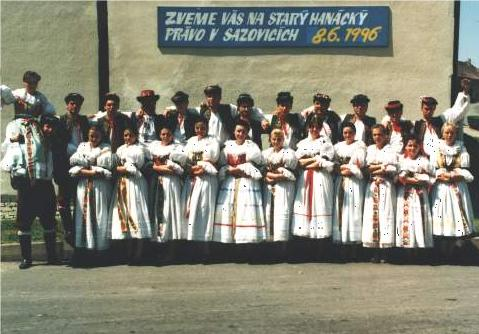 ZVEME VÁS NA STARÝ HANÁCKÝ
PRÁVO V SAZOVICÍCH 8.6. 1996